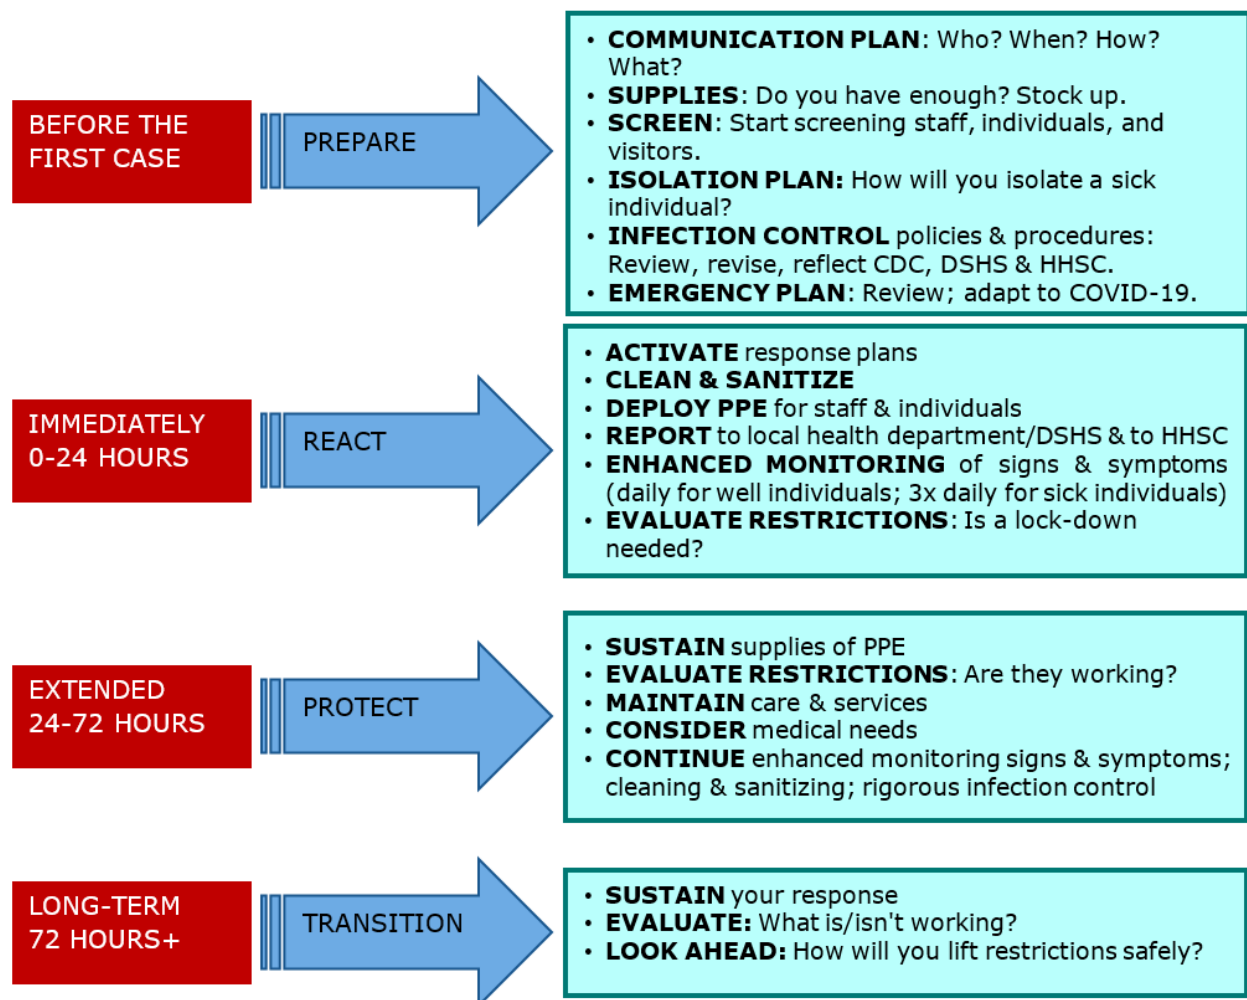 BEFORE THE
FIRST CASE
PREPARE
• COMMUNICATION PLAN: Who? When? How?
What?
• SUPPLIES: Do you have enough? Stock up.
• SCREEN: Start screening staff, individuals, and
visitors.
• ISOLATION PLAN: How will you isolate a sick
individual?
• INFECTION CONTROL policies & procedures:
Review, revise, reflect CDC, DSHS & HHSC.
• EMERGENCY PLAN: Review; adapt to COVID-19.
IMMEDIATELY
0-24 HOURS
REACT
• ACTIVATE response plans
• CLEAN & SANITIZE
• DEPLOY PPE for staff & individuals
• REPORT to local health department/DSHS & to HHSC
• ENHANCED MONITORING of signs & symptoms
(daily for well individuals; 3x daily for sick individuals)
• EVALUATE RESTRICTIONS: Is a lock-down
needed?
EXTENDED
24-72 HOURS
PROTECT
• SUSTAIN supplies of PPE
• EVALUATE RESTRICTIONS: Are they working?
• MAINTAIN care & services
• CONSIDER medical needs
• CONTINUE enhanced monitoring signs & symptoms;
cleaning & sanitizing; rigorous infection control
LONG-TERM
72 HOURS+
TRANSITION
• SUSTAIN your response
• EVALUATE: What is/isn't working?
• LOOK AHEAD: How will you lift restrictions safely?